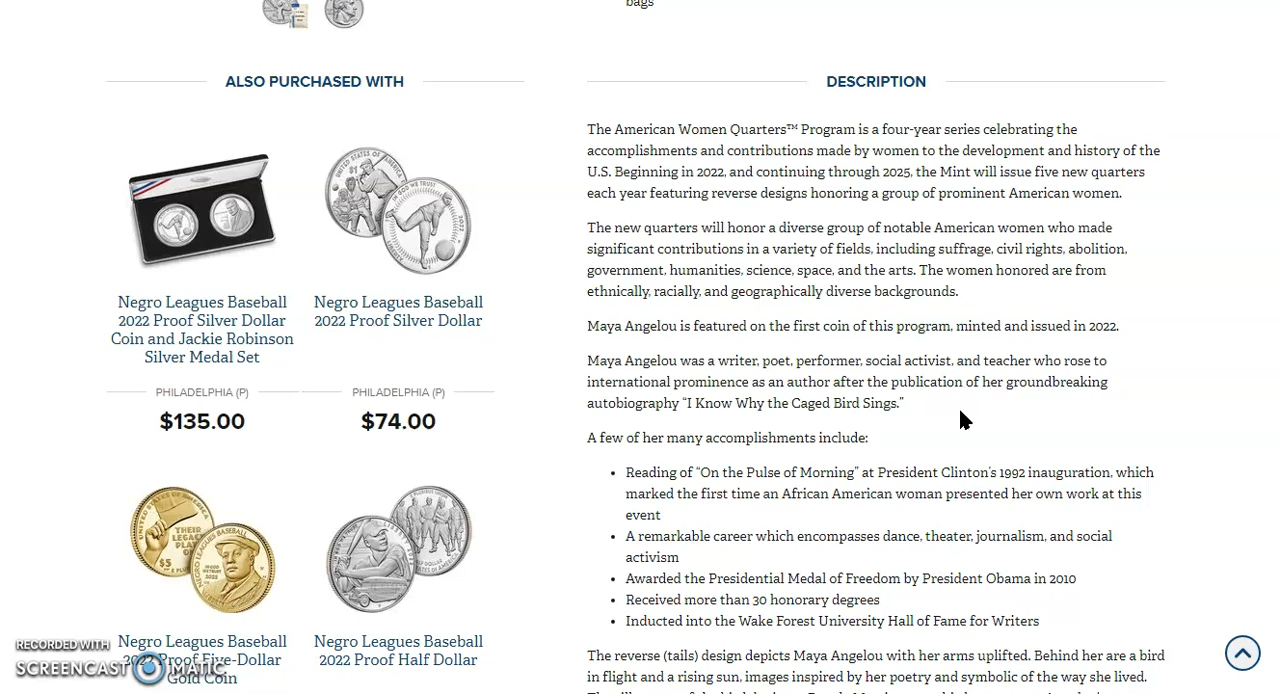 bags
ALSO PURCHASED WITH
Negro Leagues Baseball
2022 Proof Silver Dollar
Coin and Jackie Robinson
Silver Medal Set
PHILADELPHIA (P)
$135.00
Negro Leagues Baseball
2022 Proof Silver Dollar
PHILADELPHIA (P)
$74.00
Negro Leagues Baseball
2022 Proof Five-Dollar
Gold Coin
Negro Leagues Baseball
2022 Proof Half Dollar
DESCRIPTION
The American Women Quarters™ Program is a four-year series celebrating the
accomplishments and contributions made by women to the development and history of the
U.S. Beginning in 2022, and continuing through 2025, the Mint will issue five new quarters
each year featuring reverse designs honoring a group of prominent American women.
The new quarters will honor a diverse group of notable American women who made
significant contributions in a variety of fields, including suffrage, civil rights, abolition,
government, humanities, science, space, and the arts. The women honored are from
ethnically, racially, and geographically diverse backgrounds.
Maya Angelou is featured on the first coin of this program, minted and issued in 2022.
Maya Angelou was a writer, poet, performer, social activist, and teacher who rose to
international prominence as an author after the publication of her groundbreaking
autobiography “I Know Why the Caged Bird Sings.”
A few of her many accomplishments include:
• Reading of “On the Pulse of Morning” at President Clinton’s 1992 inauguration, which
marked the first time an African American woman presented her own work at this
event
• A remarkable career which encompasses dance, theater, journalism, and social
activism
• Awarded the Presidential Medal of Freedom by President Obama in 2010
• Received more than 30 honorary degrees
• Inducted into the Wake Forest University Hall of Fame for Writers
The reverse (tails) design depicts Maya Angelou with her arms uplifted. Behind her are a bird
in flight and a rising sun, images inspired by her poetry and symbolic of the way she lived.
RECORDED WITH
SCREENCAST MATIC